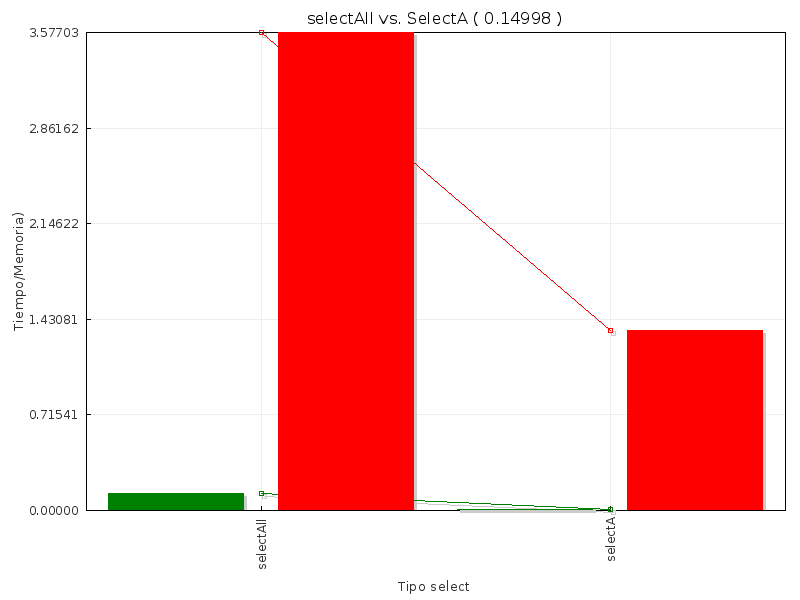 selectAll vs. SelectA ( 0.14998 )
3.57703
2.86162
2.14622
1.43081
0.71541
0.00000
Tiempo/Memoria)
selectAll
selectA
Tipo select